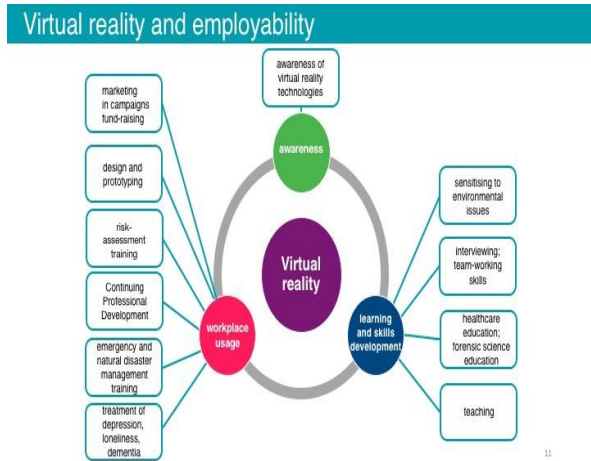 Virtual reality and employability
awareness of
virtual reality
technologies
awareness
marketing
in campaigns
fund-raising
design and
prototyping
risk-
assessment
training
Continuing
Professional
Development
emergency and
natural disaster
management
training
treatment of
depression,
loneliness,
dementia
workplace
usage
Virtual
reality
learning
and skills
development
sensitising to
environmental
issues
interviewing;
team-working
skills
healthcare
education;
forensic science
education
teaching
11